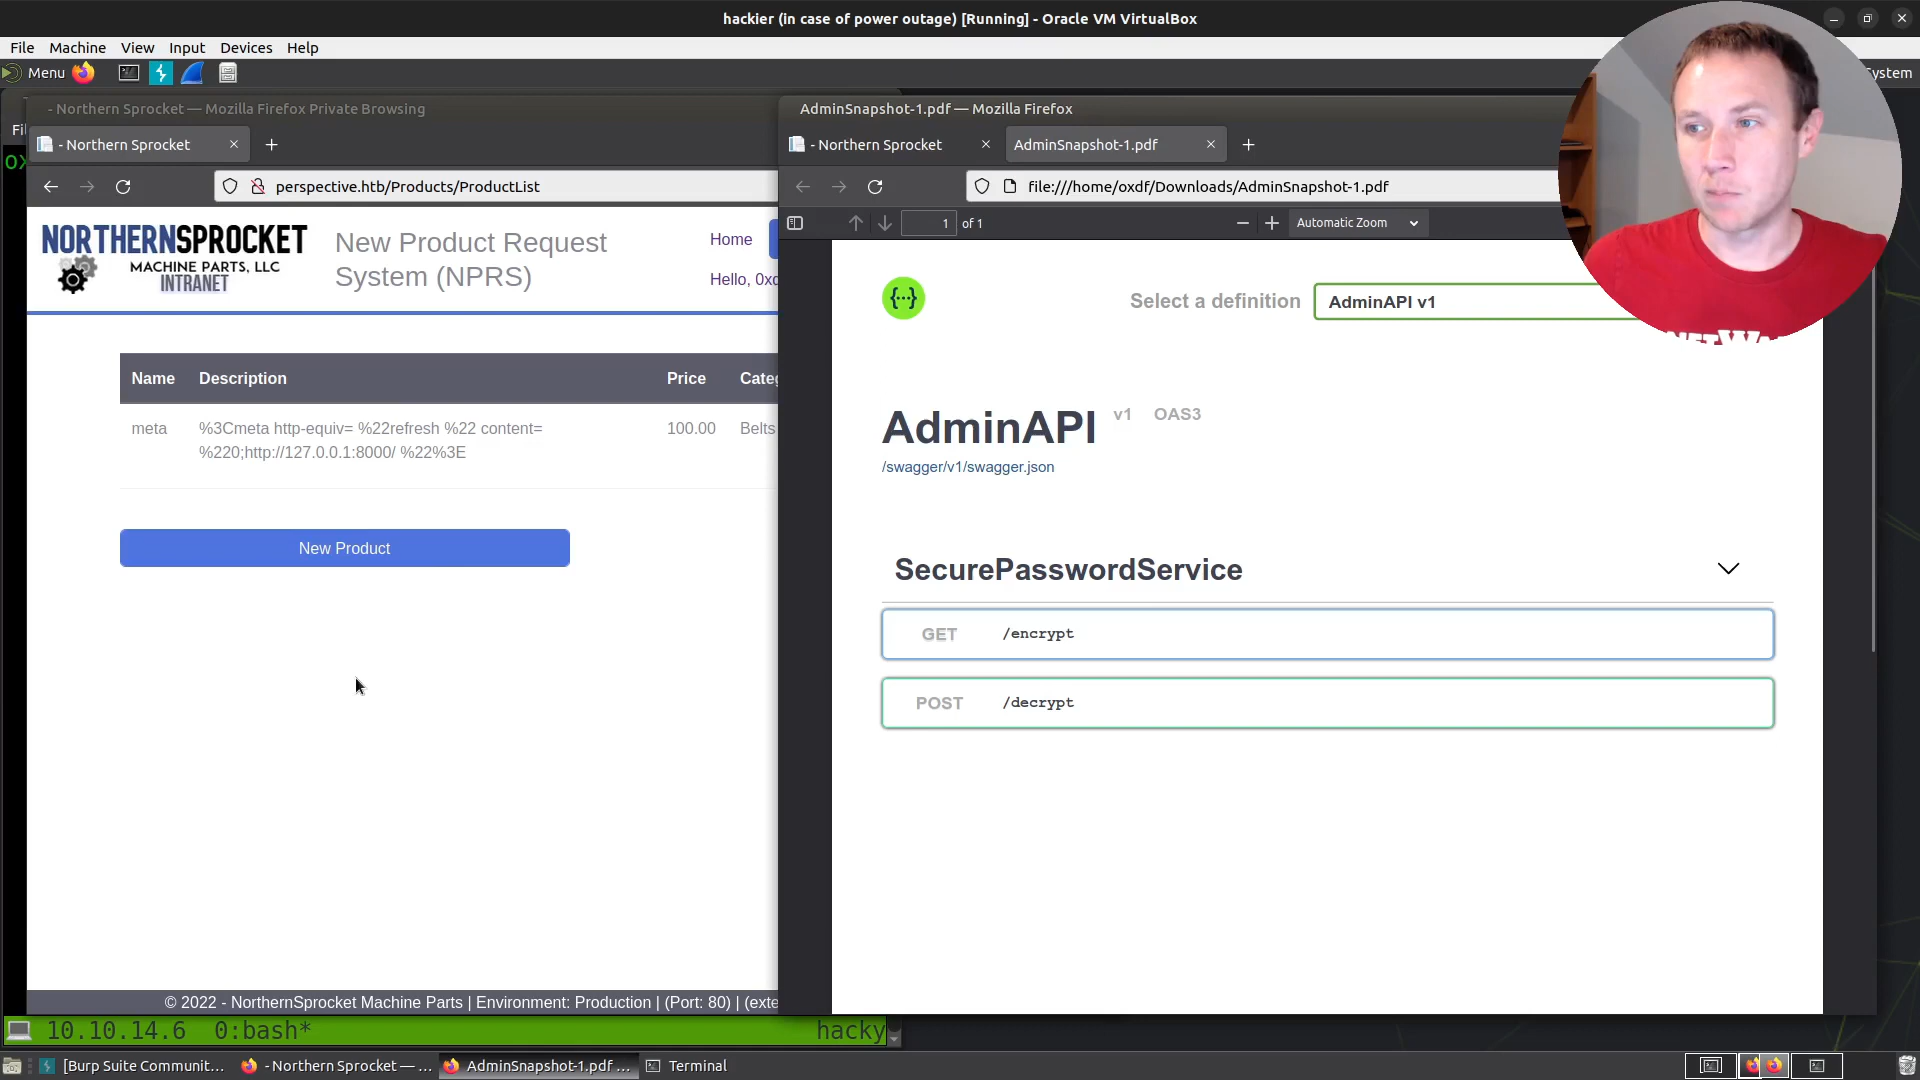 hackier (in case of power outage) [Running] - Oracle VM VirtualBox
File Machine View Input Devices Help
Menu
System
- Northern Sprocket — Mozilla Firefox Private Browsing
- Northern Sprocket
perspective.htb/Products/ProductList
NORTHERNSPROCKET
MACHINE PARTS, LLC
INTRANET
New Product Request
System (NPRS)
Home
Hello, 0xd
Name Description Price Categ
meta %3Cmeta http-equiv= %22refresh %22 content= 100.00 Belts
%220;http://127.0.0.1:8000/ %22%3E
New Product
© 2022 - NorthernSprocket Machine Parts | Environment: Production | (Port: 80) | (exte
AdminSnapshot-1.pdf — Mozilla Firefox
- Northern Sprocket AdminSnapshot-1.pdf
file:///home/oxdf/Downloads/AdminSnapshot-1.pdf
1 of 1 Automatic Zoom
{...} Select a definition AdminAPI v1
AdminAPI v1 OAS3
/swagger/v1/swagger.json
SecurePasswordService
GET /encrypt
POST /decrypt
10.10.14.6 0:bash* hacky
[Burp Suite Communit... - Northern Sprocket — ... AdminSnapshot-1.pdf ... Terminal